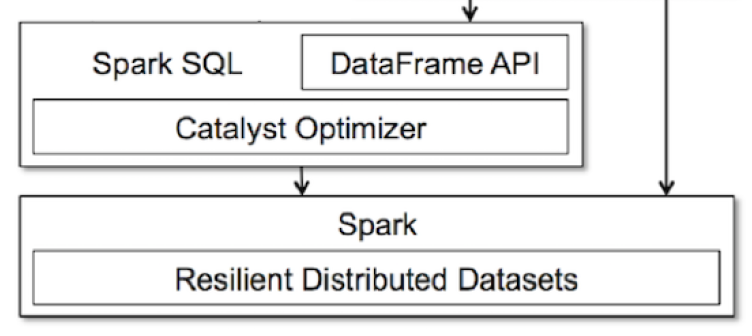 Spark SQL
DataFrame API
Catalyst Optimizer
Spark
Resilient Distributed Datasets